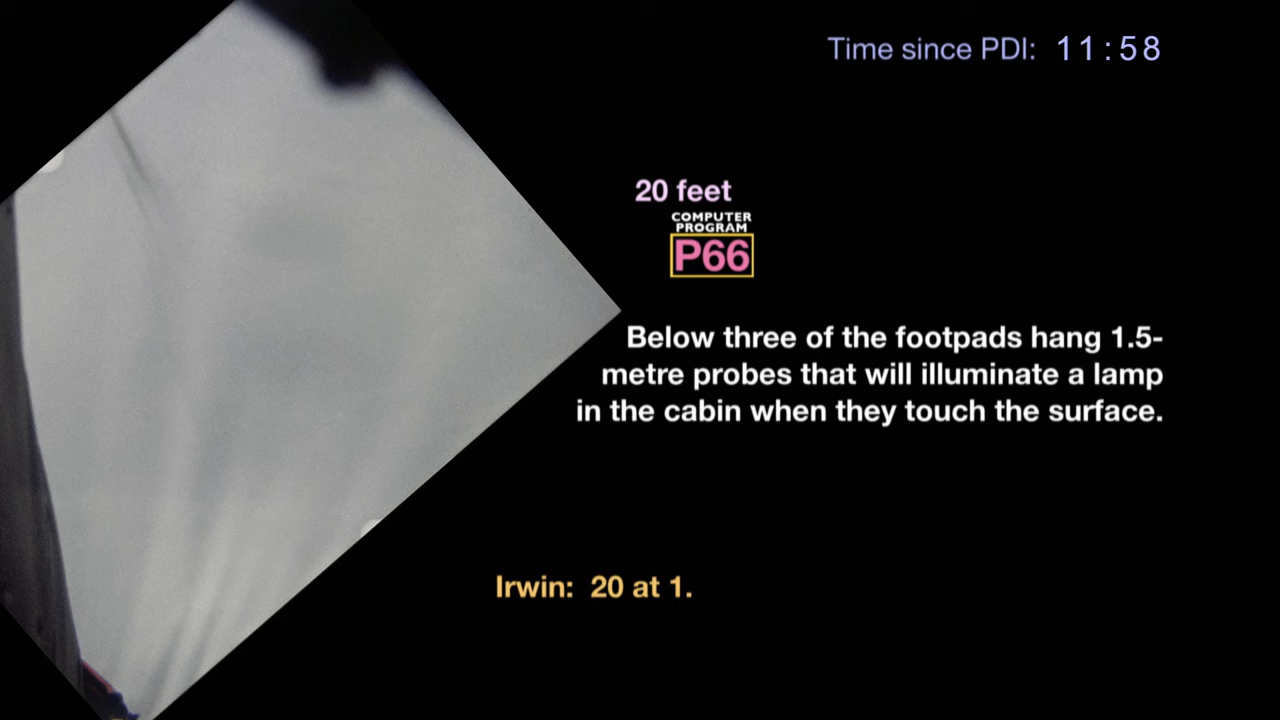 Time since PDI: 11:58
20 feet
COMPUTER
PROGRAM
P66
Below three of the footpads hang 1.5-
metre probes that will illuminate a lamp
in the cabin when they touch the surface.
Irwin: 20 at 1.